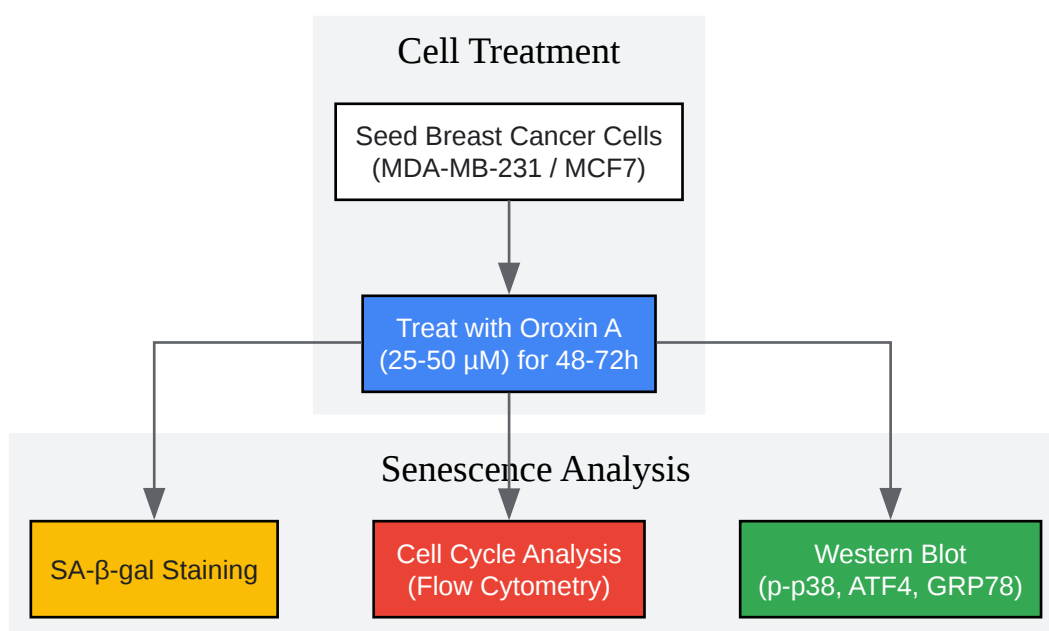 Cell Treatment
Seed Breast Cancer Cells
(MDA-MB-231 / MCF7)
Treat with Oroxin A
(25-50 µM) for 48-72h
Senescence Analysis
SA-β-gal Staining
Cell Cycle Analysis
(Flow Cytometry)
Western Blot
(p-p38, ATF4, GRP78)